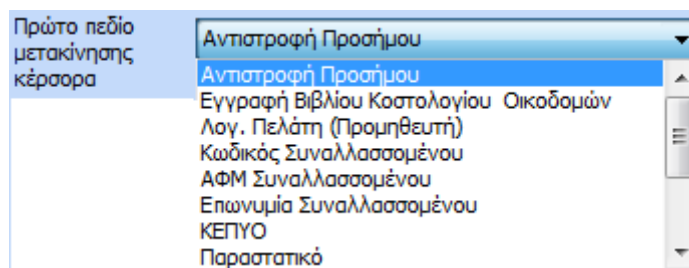 Πρώτο πεδίο
μετακίνησης
κέρσορα
Αντιστροφή Προσήμου
Αντιστροφή Προσήμου
Εγγραφή Βιβλίου Κοστολογίου  Οικοδομών
Λογ. Πελάτη (Προμηθευτή)
Κωδικός Συναλλασσομένου
ΑΦΜ Συναλλασσομένου
Επωνυμία Συναλλασσομένου
ΚΕΠΥΟ
Παραστατικό